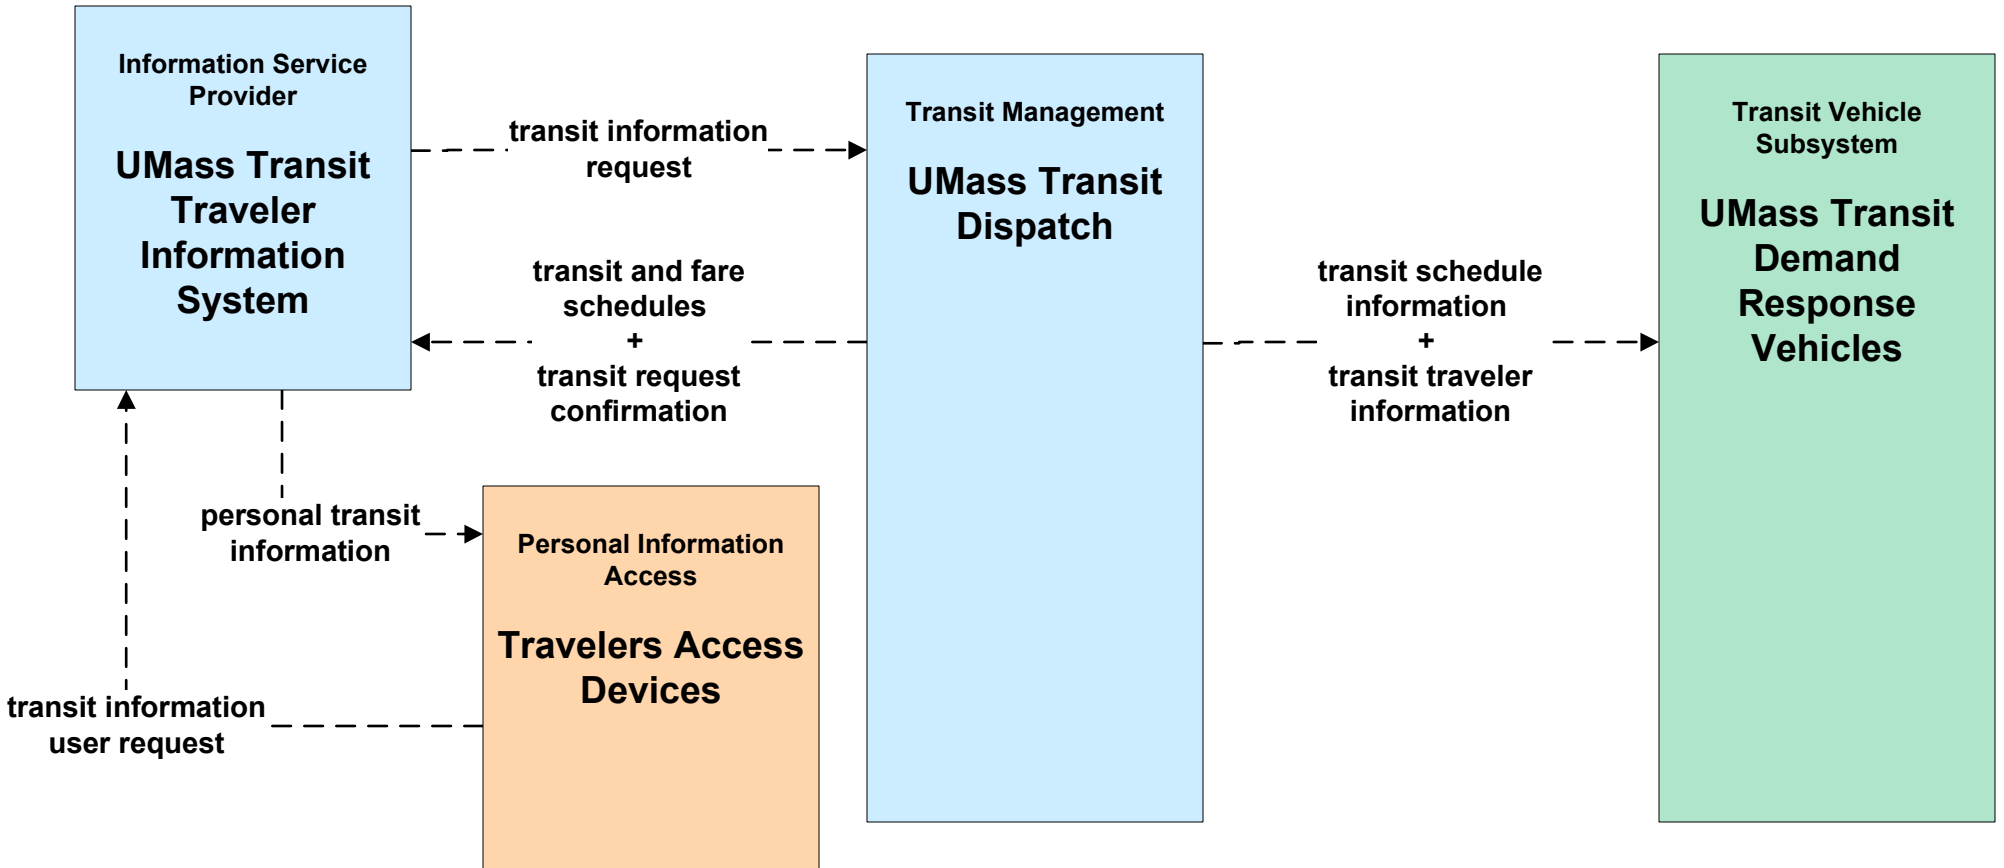 Information Service
Provider
UMass Transit
Traveler
Information
System
transit information
request
transit and fare
schedules
+
transit request
confirmation
Transit Management
UMass Transit
Dispatch
transit schedule
information
+
transit traveler
information
Transit Vehicle
Subsystem
UMass Transit
Demand
Response
Vehicles
personal transit
information
Personal Information
Access
Travelers Access
Devices
transit information
user request